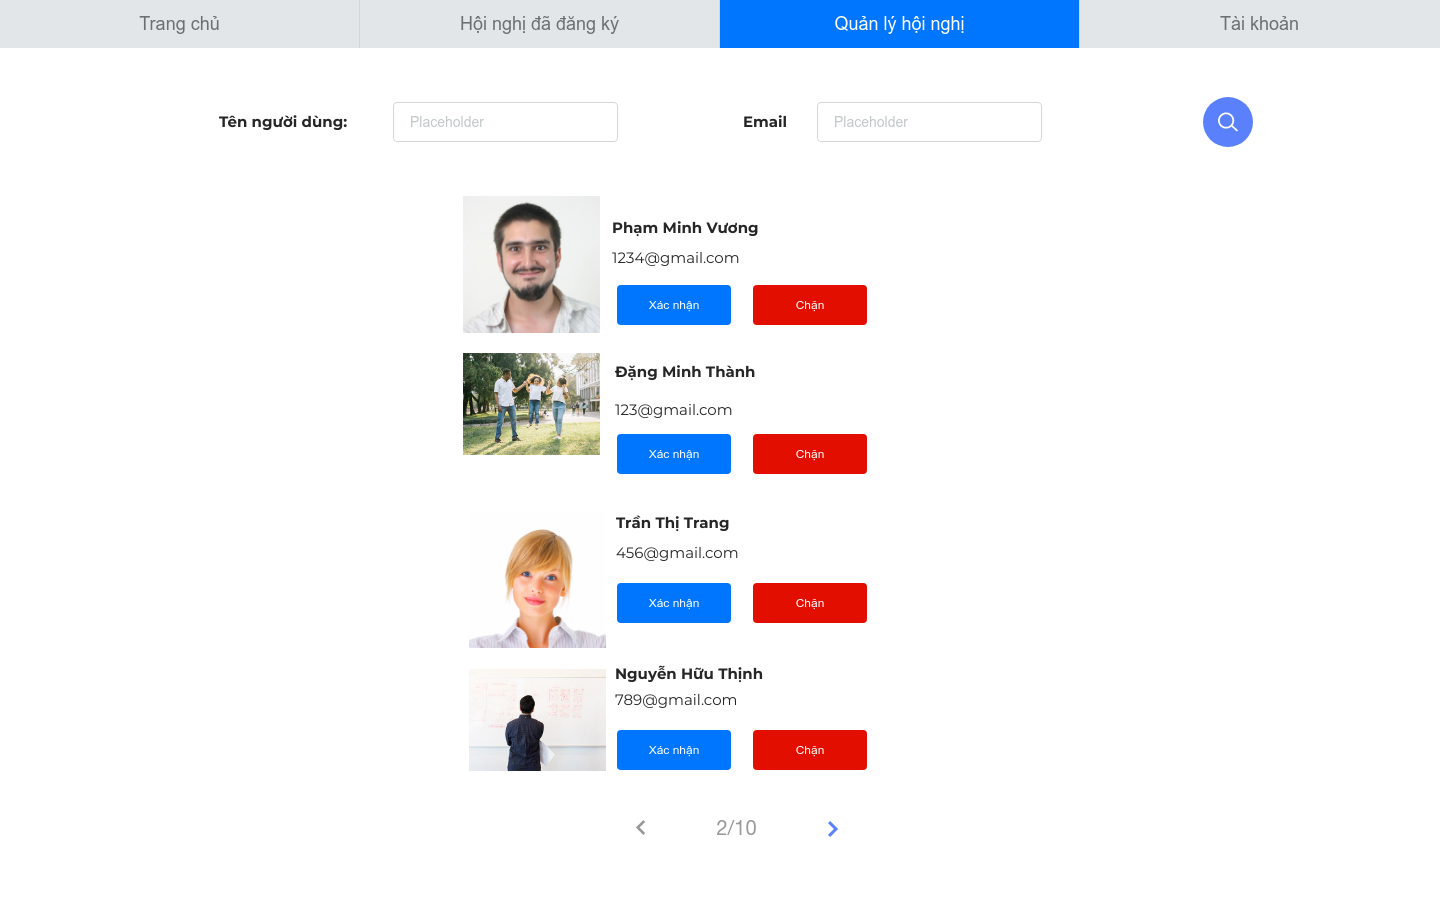 Trang chủ
Hội nghị đã đăng ký
Quản lý hội nghị
Tài khoản
Tên người dùng:
Placeholder
Email
Placeholder
Phạm Minh Vương
1234@gmail.com
Xác nhận
Chặn
Đặng Minh Thành
123@gmail.com
Xác nhận
Chặn
Trần Thị Trang
456@gmail.com
Xác nhận
Chặn
Nguyễn Hữu Thịnh
789@gmail.com
Xác nhận
Chặn
2/10